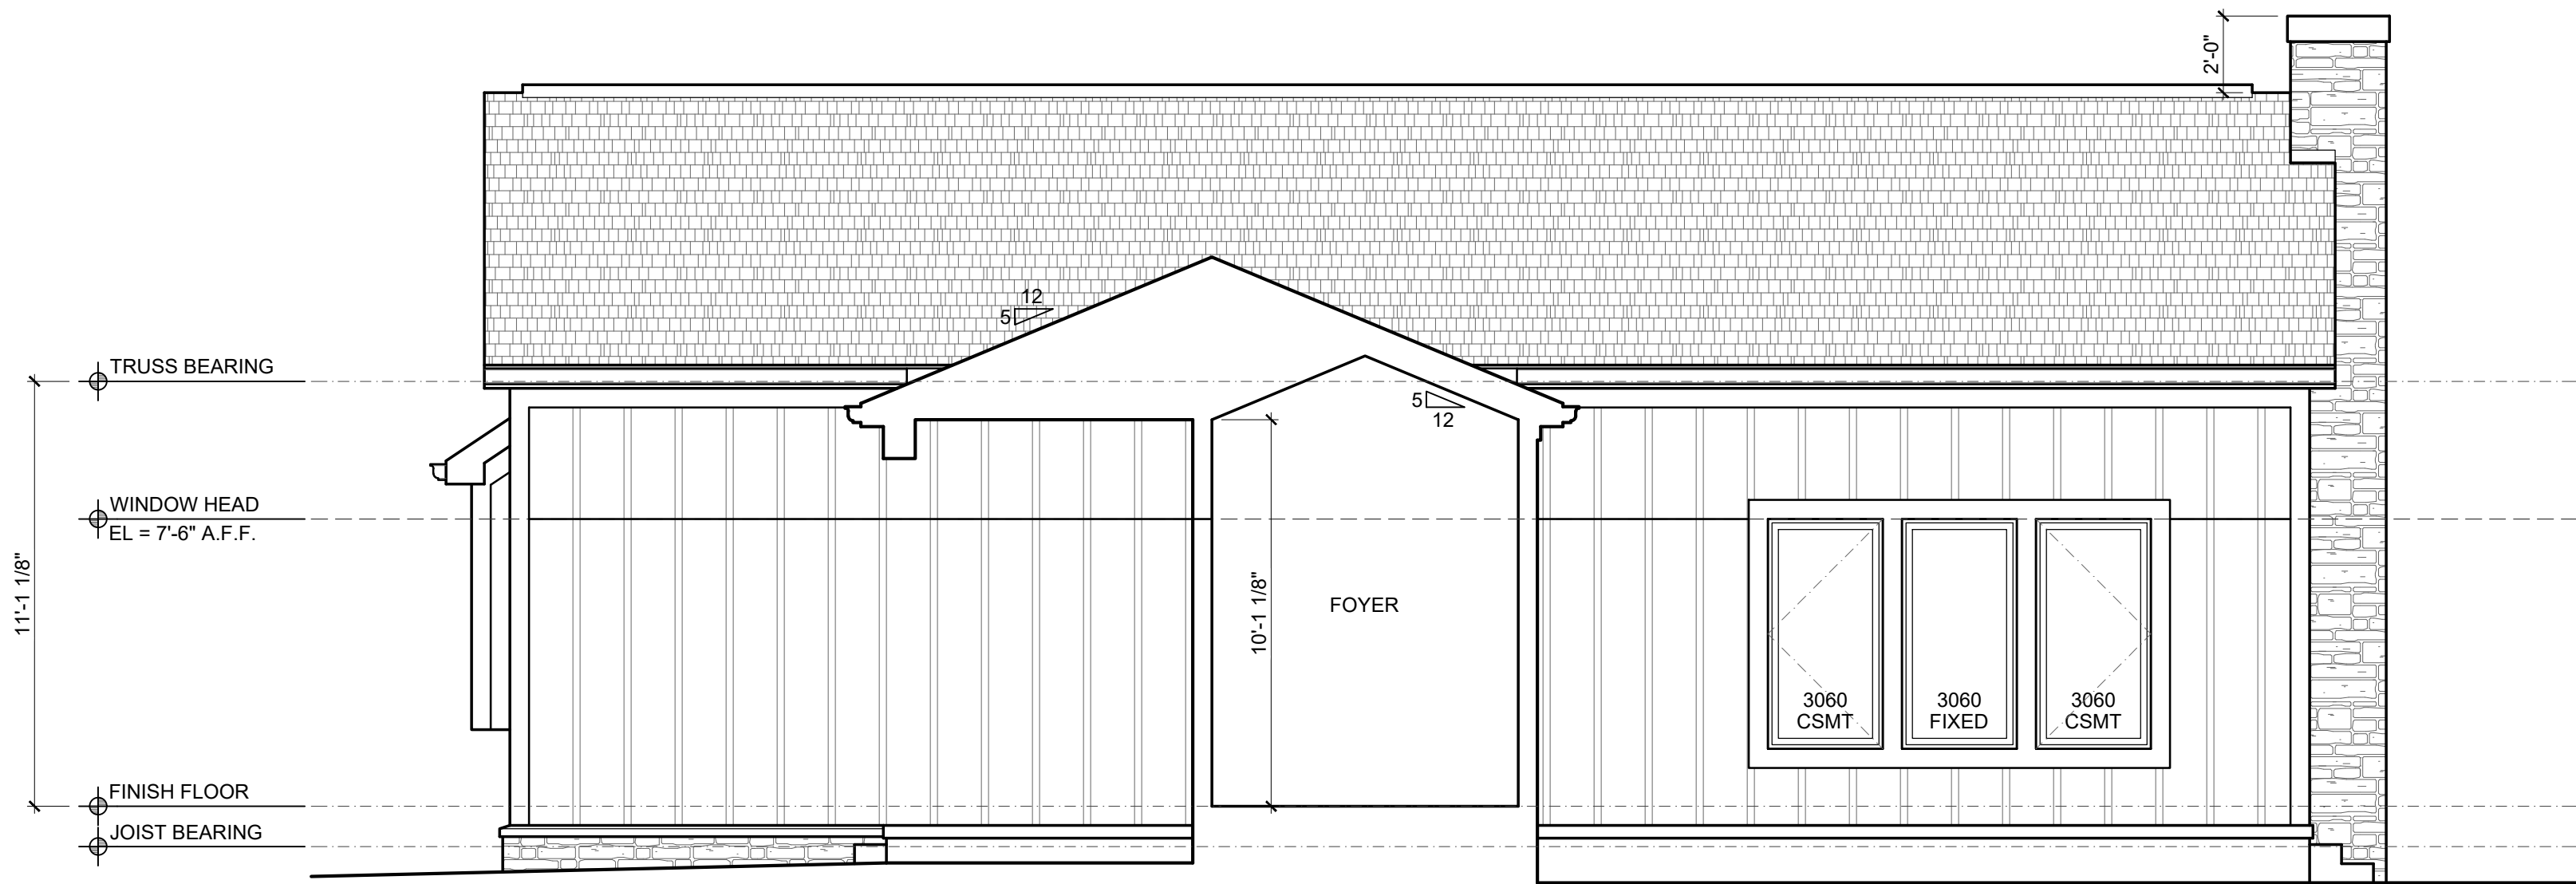 2'-0"
12
5
TRUSS BEARING
5
12
WINDOW HEAD
EL = 7'-6" A.F.F.
11'-1 1/8"
10'-1 1/8"
FOYER
3060
CSMT
3060
FIXED
3060
CSMT
FINISH FLOOR
JOIST BEARING